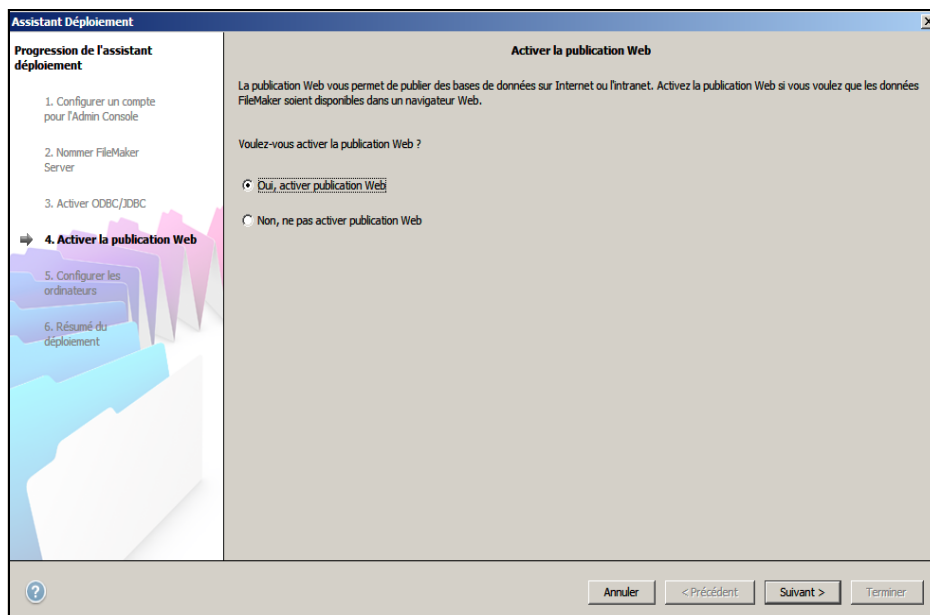 Assistant Déploiement
Progression de l'assistant
déploiement
1. Configurer un compte
pour l'Admin Console
2. Nommer FileMaker
Server
3. Activer ODBC/JDBC
4. Activer la publication Web
5. Configurer les
ordinateurs
6. Résumé du
déploiement
Activer la publication Web
La publication Web vous permet de publier des bases de données sur Internet ou l'intranet. Activez la publication Web si vous voulez que les données
FileMaker soient disponibles dans un navigateur Web.
Voulez-vous activer la publication Web ?
Oui, activer publication Web
Non, ne pas activer publication Web
?
Annuler
< Précédent
Suivant >
Terminer